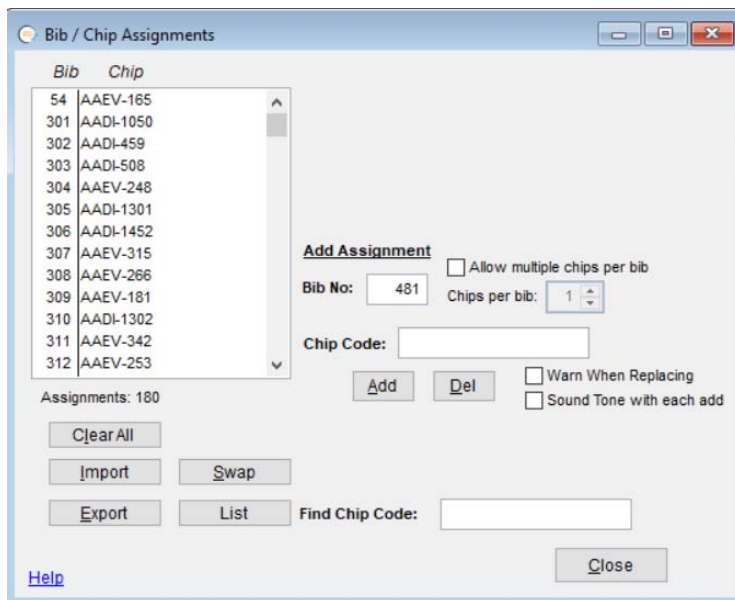 Bib / Chip Assignments
Bib Chip
54 AAEV-165
301 AADI-1050
302 AADI-459
303 AADI-508
304 AAEV-248
305 AADI-1301
306 AADI-1452
307 AAEV-315
308 AAEV-266
309 AAEV-181
310 AADI-1302
311 AAEV-342
312 AAEV-253
Assignments: 180
Add Assignment
Allow multiple chips per bib
Bib No: 481
Chips per bib: 1
Chip Code:
Add Del
Warn When Replacing
Sound Tone with each add
Clear All
Import Swap
Export List Find Chip Code:
Close
Help